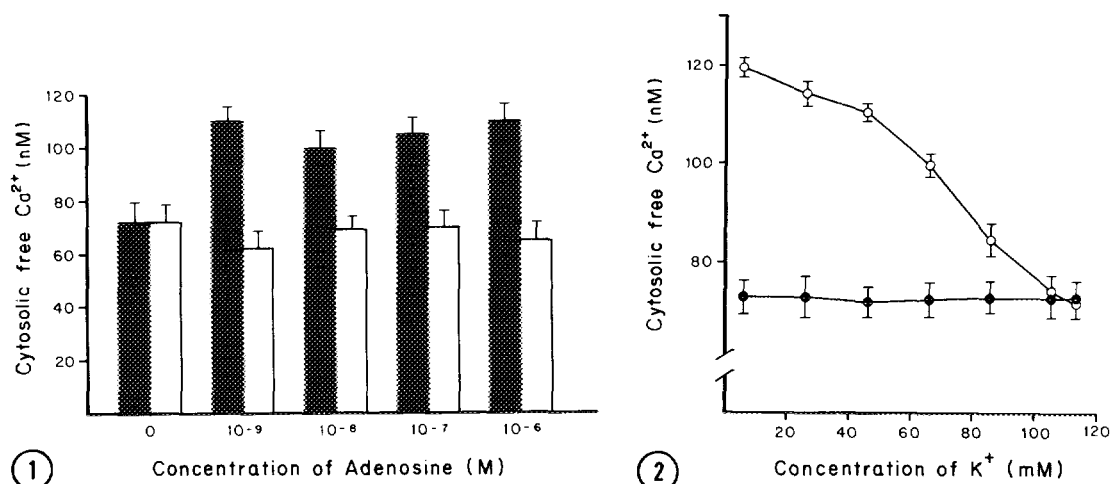 Cytosolic free Ca²⁺ (nM)
120
100
80
60
40
20
0 10⁻⁹ 10⁻⁸ 10⁻⁷ 10⁻⁶
Concentration of Adenosine (M)
1
Cytosolic free Ca²⁺ (nM)
120
100
80
20 40 60 80 100 120
Concentration of K⁺ (mM)
2